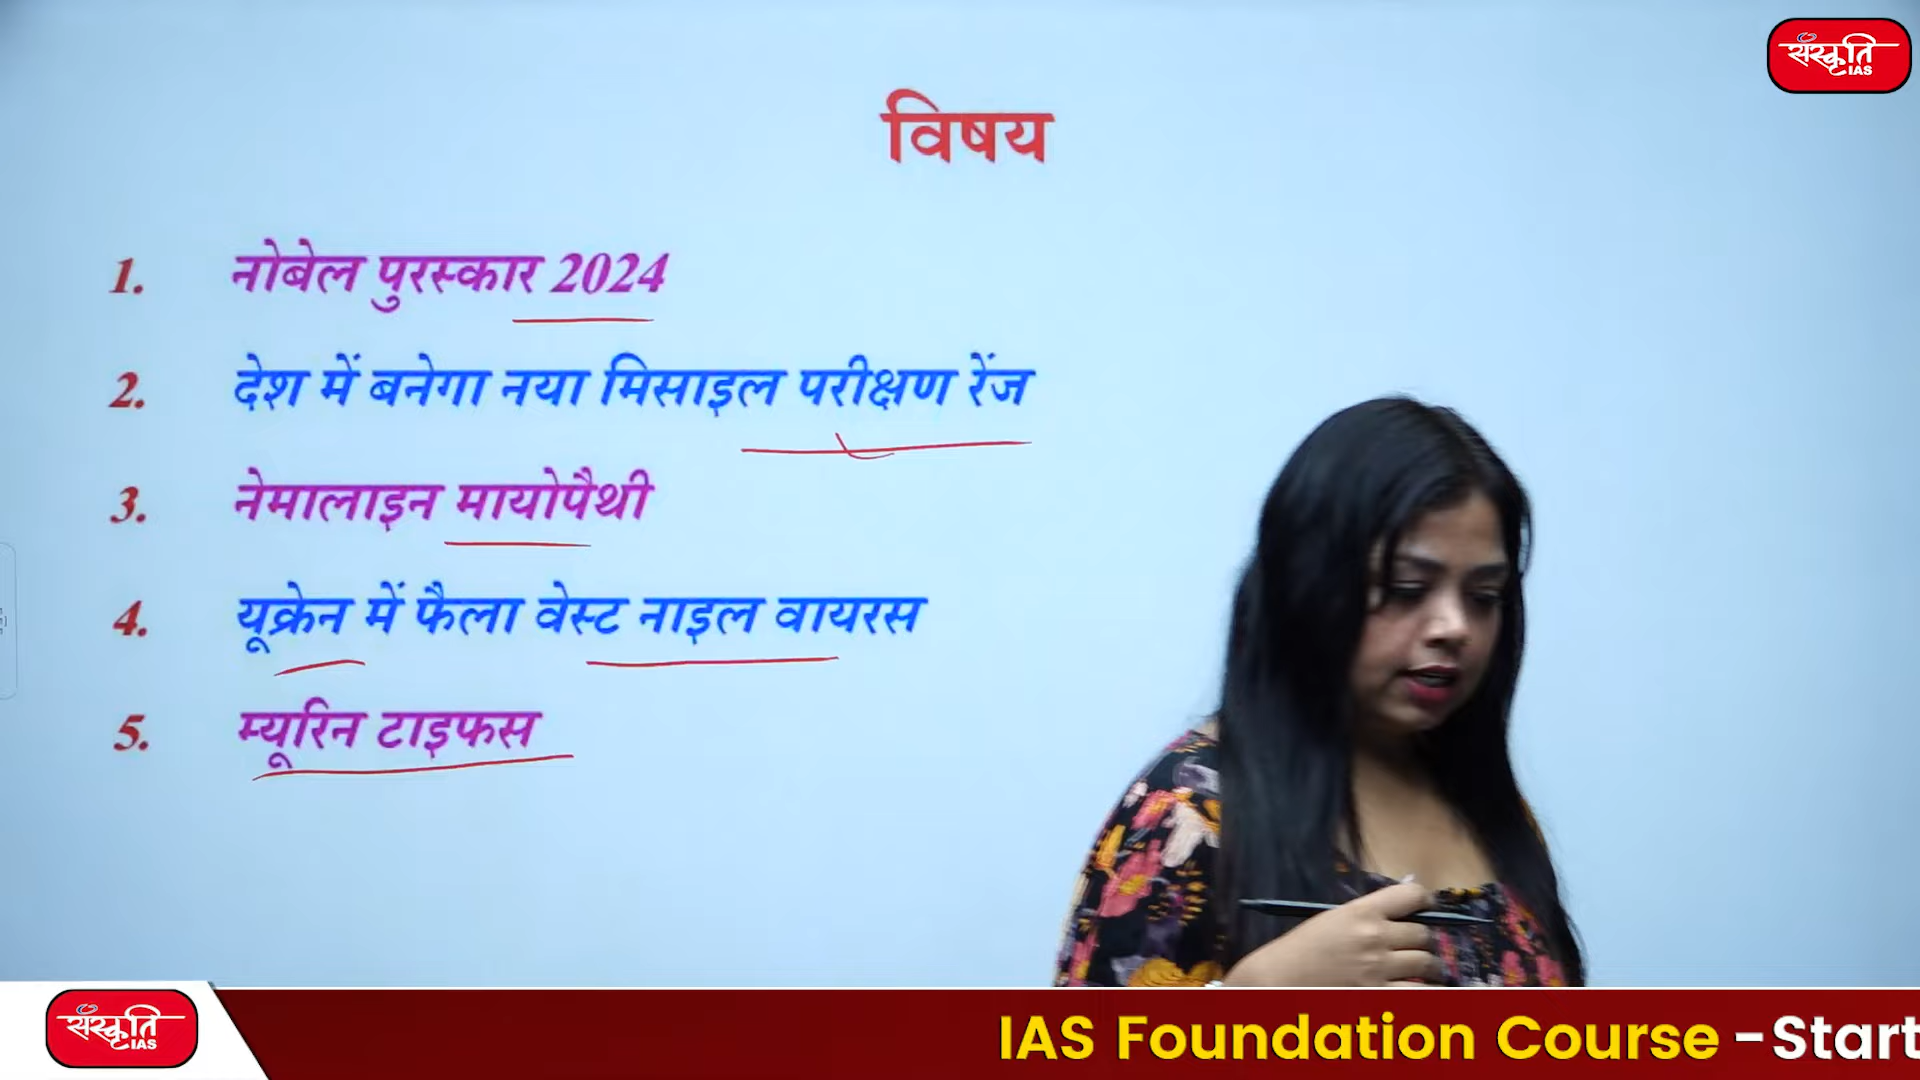 संस्कृति
IAS
विषय
1. नोबेल पुरस्कार 2024
2. देश में बनेगा नया मिसाइल परीक्षण रेंज
3. नेमालाइन मायोपैथी
4. यूक्रेन में फैला वेस्ट नाइल वायरस
5. म्यूरिन टाइफस
संस्कृति
IAS
IAS Foundation Course - Start